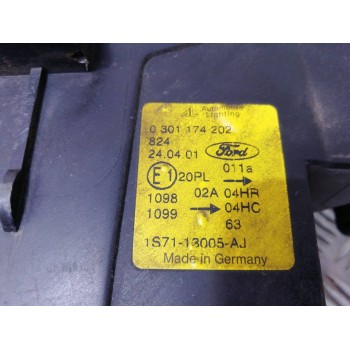 Automotive
Lighting
0 301 174 202
824
24.04.01
Ford
E1
20PL
011a
1098
02A 04HR
1099
04HC
63
1S71-13005-AJ
Made in Germany